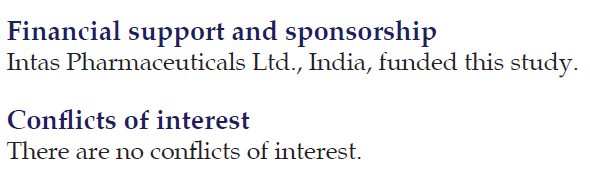 Financial support and sponsorship
Intas Pharmaceuticals Ltd., India, funded this study.
Conflicts of interest
There are no conflicts of interest.